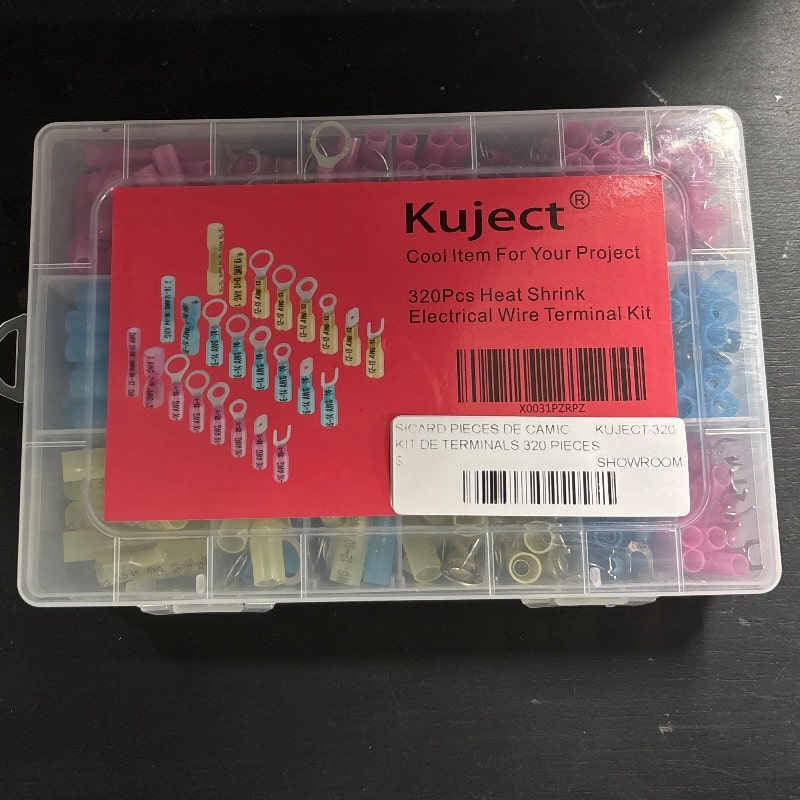 Kuject®
Cool Item For Your Project
320Pcs Heat Shrink
Electrical Wire Terminal Kit
X0031PZRPZ
SICARD PIECES DE CAMIC KUJECT-320
KIT DE TERMINALS 320 PIECES
$ SHOWROOM